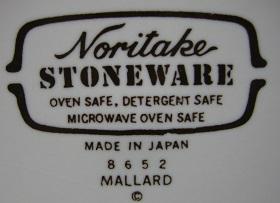 Noritake
STONEWARE
OVEN SAFE, DETERGENT SAFE
MICROWAVE OVEN SAFE
MADE IN JAPAN
8652
MALLARD
©